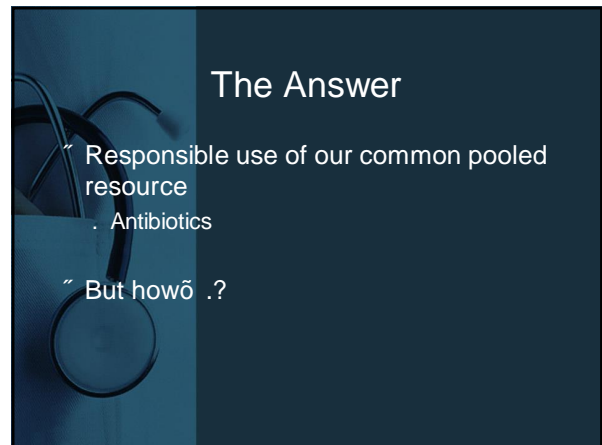 The Answer
˝ Responsible use of our common pooled
resource
. Antibiotics
˝ But howõ .?